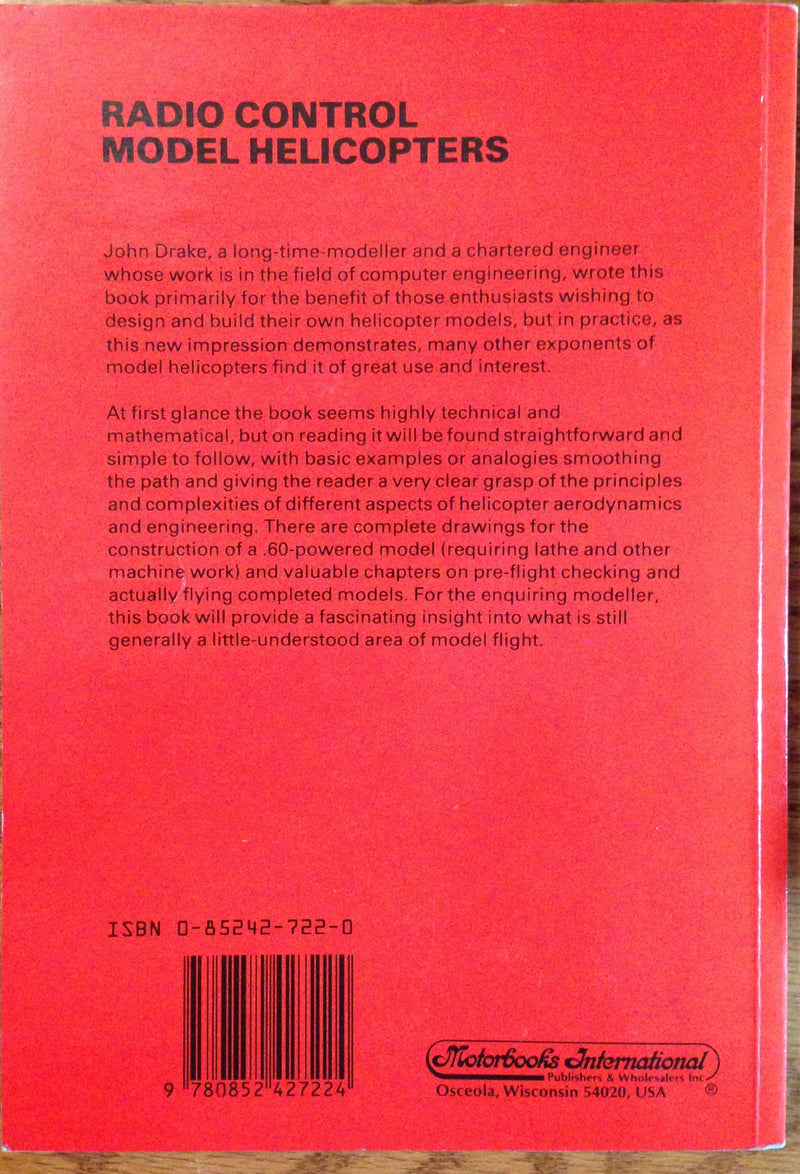 RADIO CONTROL
MODEL HELICOPTERS
John Drake, a long-time-modeller and a chartered engineer
whose work is in the field of computer engineering, wrote this
book primarily for the benefit of those enthusiasts wishing to
design and build their own helicopter models, but in practice, as
this new impression demonstrates, many other exponents of
model helicopters find it of great use and interest.
At first glance the book seems highly technical and
mathematical, but on reading it will be found straightforward and
simple to follow, with basic examples or analogies smoothing
the path and giving the reader a very clear grasp of the principles
and complexities of different aspects of helicopter aerodynamics
and engineering. There are complete drawings for the
construction of a .60-powered model (requiring lathe and other
machine work) and valuable chapters on pre-flight checking and
actually flying completed models. For the enquiring modeller,
this book will provide a fascinating insight into what is still
generally a little-understood area of model flight.
ISBN 0-85242-722-0
9 780852 427224
Motorbooks International
Publishers & Wholesalers Inc.
Osceola, Wisconsin 54020, USA ®